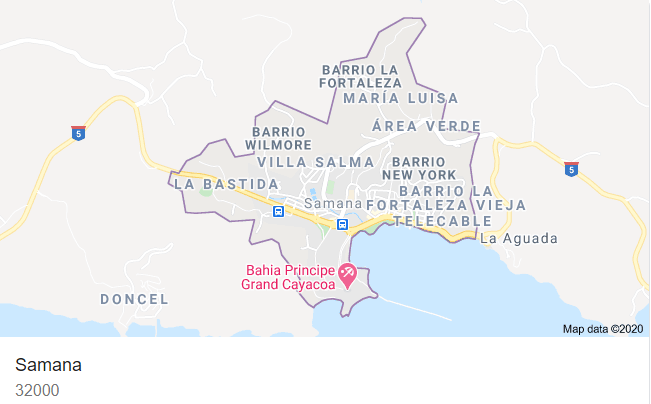 BARRIO LA
FORTALEZA
MARÍA LUISA
ÁREA VERDE
5
BARRIO
WILMORE
VILLA SALMA
BARRIO
NEW YORK
5
LA BASTIDA
BARRIO LA
FORTALEZA VIEJA
Samana
TELECABLE
La Aguada
Bahia Principe
Grand Cayacoa
DONCEL
Map data ©2020
Samana
32000